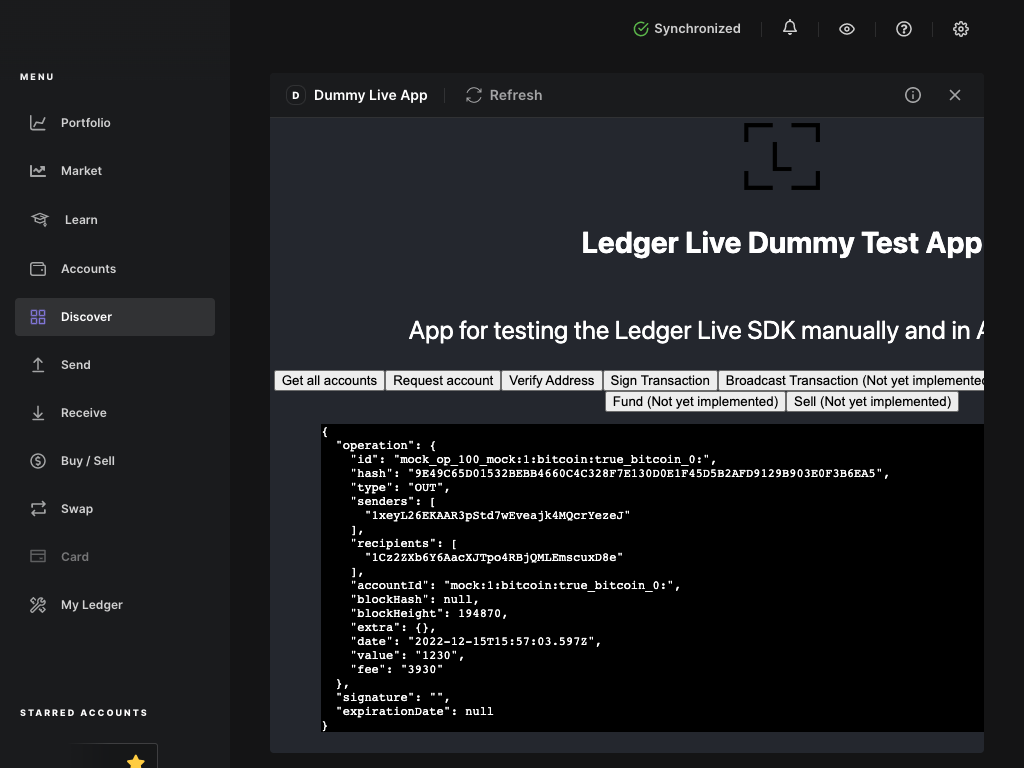 Synchronized
MENU
Portfolio
Market
Learn
Accounts
Discover
Send
Receive
Buy / Sell
Swap
Card
My Ledger
STARRED ACCOUNTS
D Dummy Live App
Refresh
L
Ledger Live Dummy Test App
App for testing the Ledger Live SDK manually and in
Get all accounts Request account Verify Address Sign Transaction Broadcast Transaction (Not yet implemented
Fund (Not yet implemented) Sell (Not yet implemented)
{
"operation": {
"id": "mock_op_100_mock:1:bitcoin:true_bitcoin_0:",
"hash": "9E49C65D01532BEBB4660C4C328F7E130D0E1F45D5B2AFD9129B903E0F3B6EA5",
"type": "OUT",
"senders": [
"1xeyL26EKAAR3pStd7wEveajk4MQcrYezeJ"
],
"recipients": [
"1Cz2ZXb6Y6AacXJTpo4RBjQMLEmscuxD8e"
],
"accountId": "mock:1:bitcoin:true_bitcoin_0:",
"blockHash": null,
"blockHeight": 194870,
"extra": {},
"date": "2022-12-15T15:57:03.597Z",
"value": "1230",
"fee": "3930"
},
"signature": "",
"expirationDate": null
}